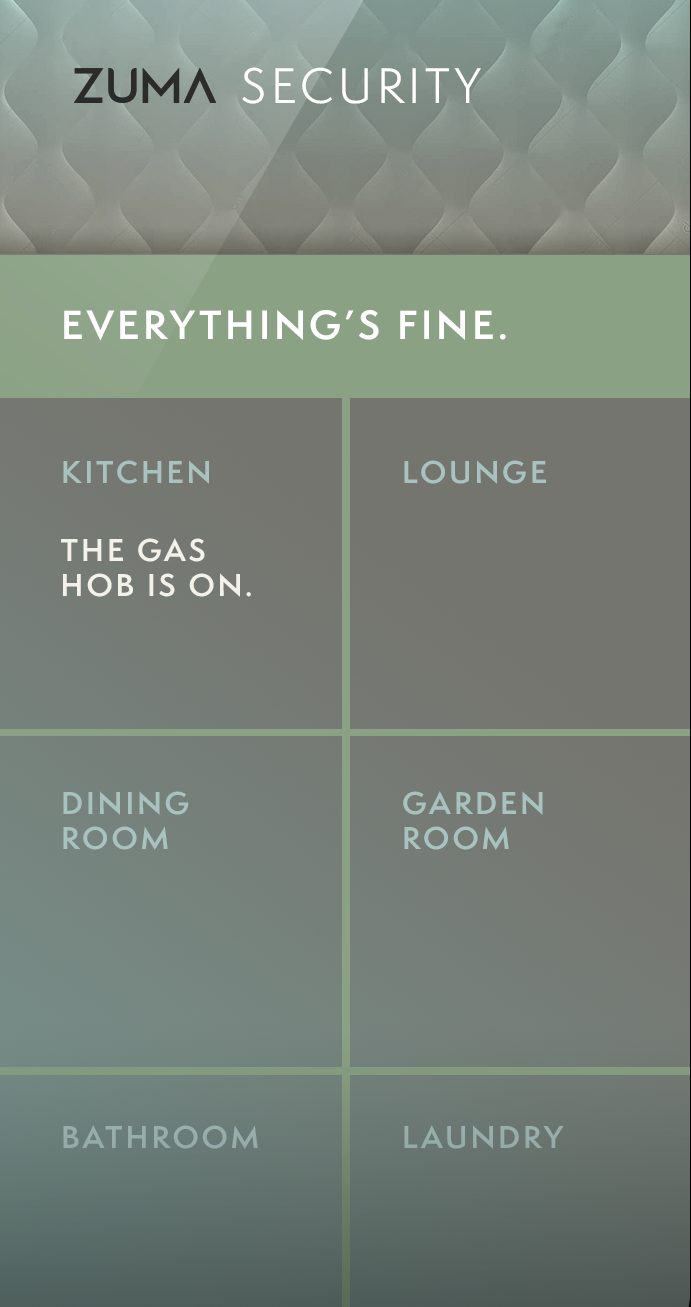 ZUMA SECURITY
EVERYTHING'S FINE.
KITCHEN
THE GAS
HOB IS ON.
LOUNGE
DINING
ROOM
GARDEN
ROOM
BATHROOM
LAUNDRY